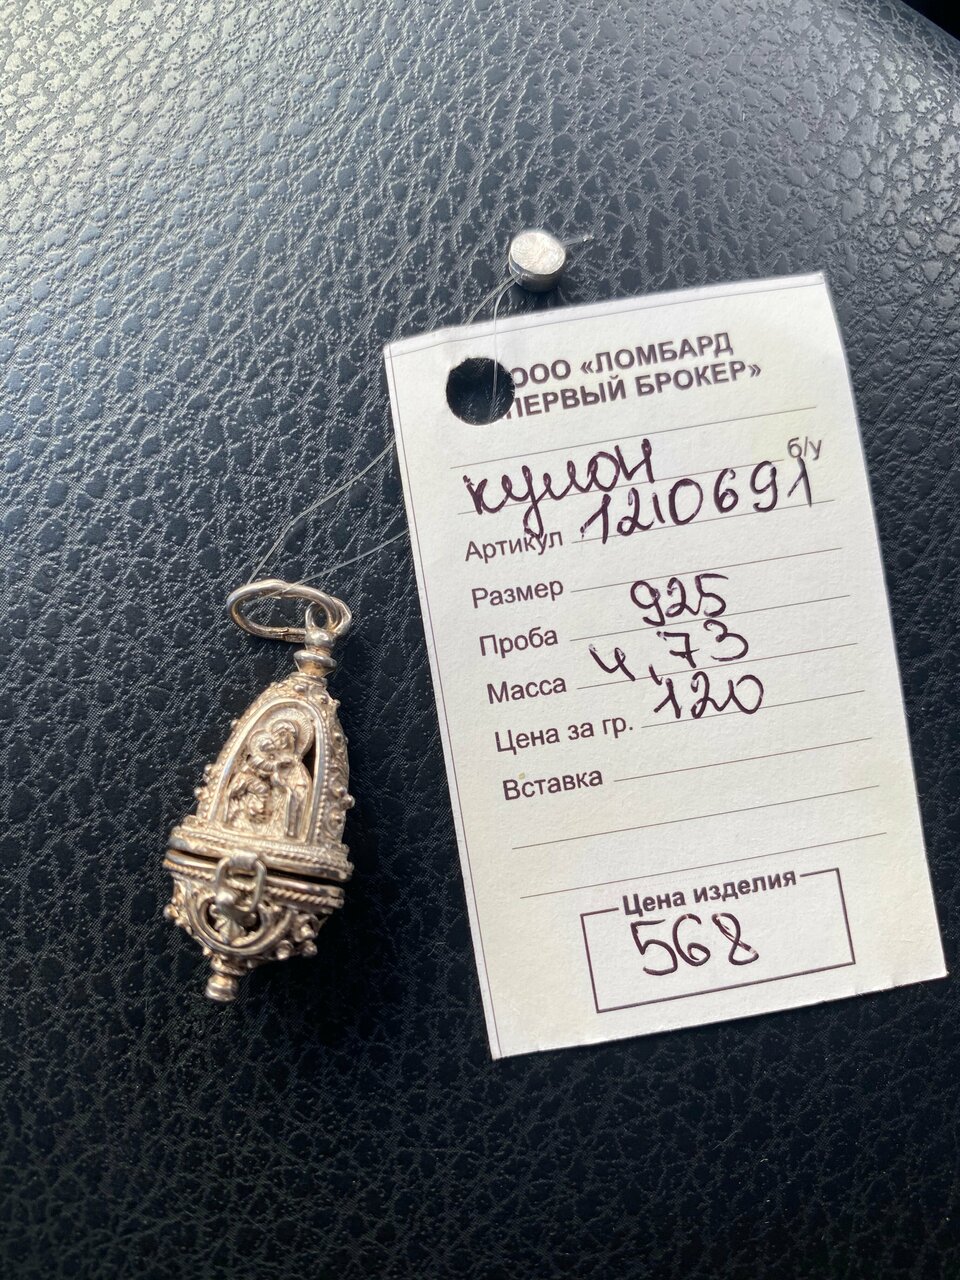 ООО «ЛОМБАРД
ПЕРВЫЙ БРОКЕР»
б/у
кулон
Артикул 1210691
Размер
Проба 925
Масса 4,73
Цена за гр. 120
Вставка
Цена изделия
568